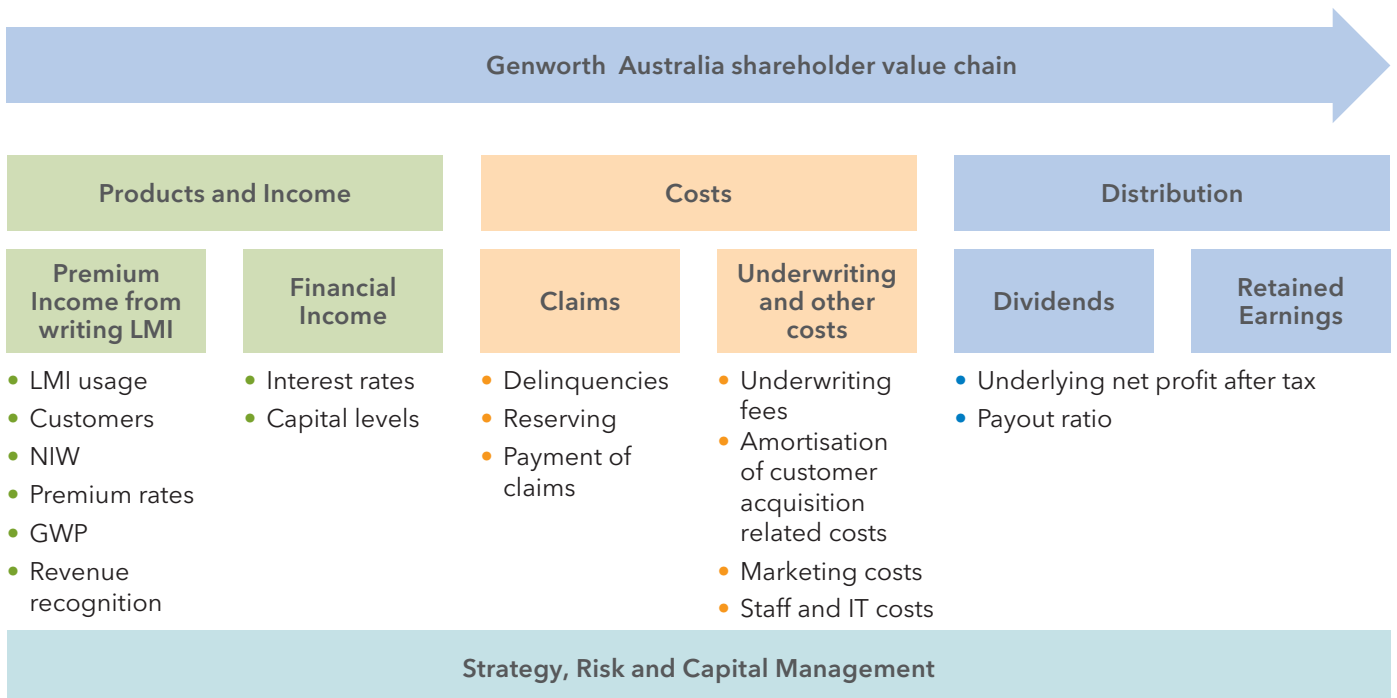 Genworth Australia shareholder value chain
Products and Income
Costs
Distribution
Premium
Income from
writing LMI
Financial
Income
Claims
Underwriting
and other
costs
Dividends
Retained
Earnings
• LMI usage
• Customers
• NIW
• Premium rates
• GWP
• Revenue
recognition
• Interest rates
• Capital levels
• Delinquencies
• Reserving
• Payment of
claims
• Underwriting
fees
• Amortisation
of customer
acquisition
related costs
• Marketing costs
• Staff and IT costs
• Underlying net profit after tax
• Payout ratio
Strategy, Risk and Capital Management